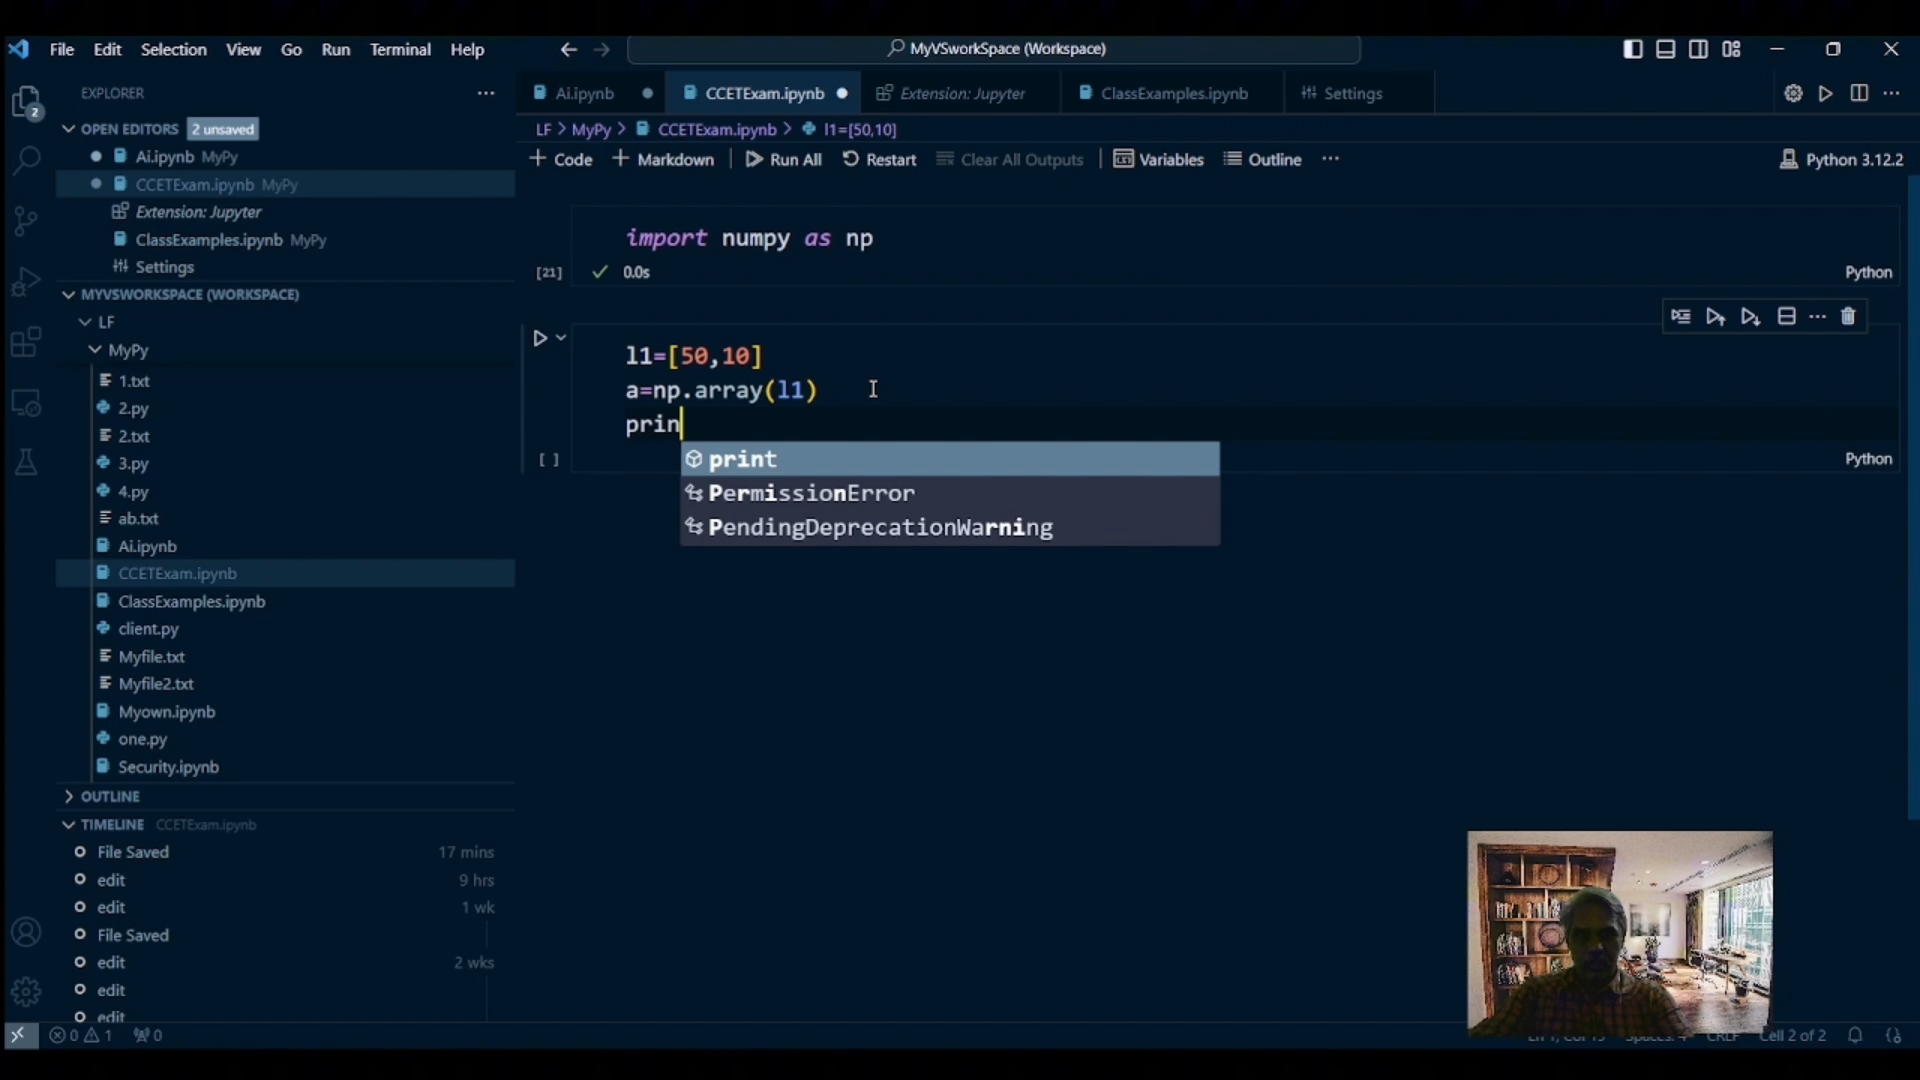 File Edit Selection View Go Run Terminal Help
MyVSworkSpace (Workspace)
2
EXPLORER
OPEN EDITORS 2 unsaved
Ai.ipynb MyPy
CCETExam.ipynb MyPy
Extension: Jupyter
ClassExamples.ipynb MyPy
Settings
MYVSWORKSPACE (WORKSPACE)
LF
MyPy
1.txt
2.py
2.txt
3.py
4.py
ab.txt
Ai.ipynb
CCETExam.ipynb
ClassExamples.ipynb
client.py
Myfile.txt
Myfile2.txt
Myown.ipynb
one.py
Security.ipynb
OUTLINE
TIMELINE CCETExam.ipynb
File Saved 17 mins
edit 9 hrs
edit 1 wk
File Saved
edit 2 wks
edit
edit
Ai.ipynb CCETExam.ipynb Extension: Jupyter ClassExamples.ipynb Settings
LF > MyPy > CCETExam.ipynb > l1=[50,10]
+ Code + Markdown Run All Restart Clear All Outputs Variables Outline ... Python 3.12.2
import numpy as np
[21] 0.0s Python
l1=[50,10]
a=np.array(l1)
prin
[ ] Python
print
PermissionError
PendingDeprecationWarning
0 1 0
Cell 2 of 2